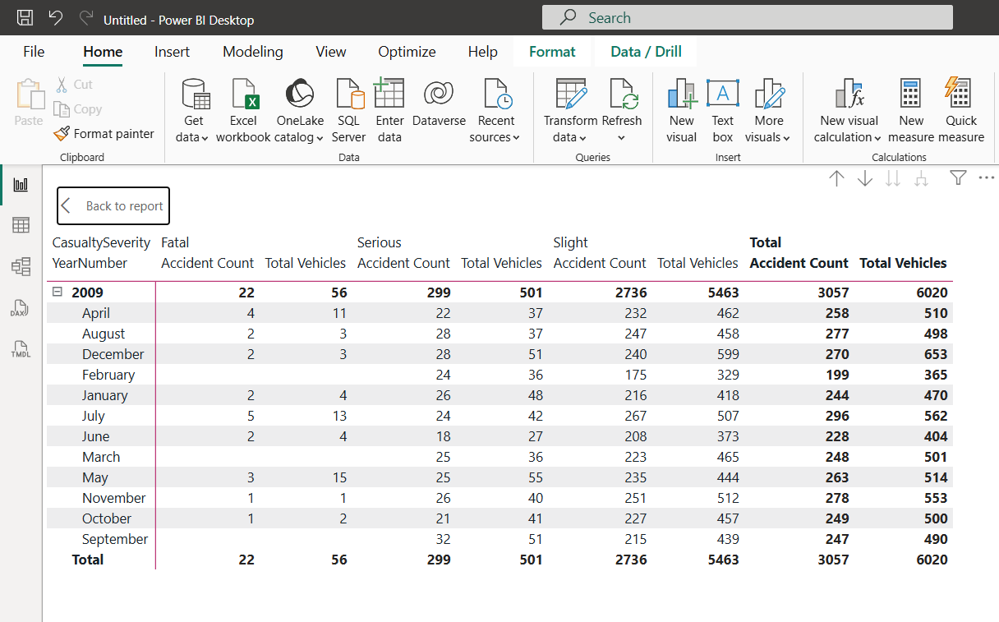 Untitled - Power BI Desktop
Search
File Home Insert Modeling View Optimize Help Format Data / Drill
Paste
Cut
Copy
Format painter
Clipboard
Get data
Excel workbook
OneLake catalog
SQL Server
Enter data
Dataverse
Recent sources
Data
Transform data
Refresh
Queries
New visual
Text box
More visuals
Insert
New visual calculation
New measure
Quick measure
Calculations
DAX
TMDL
Back to report
CasualtySeverity Fatal Serious Slight Total
YearNumber Accident Count Total Vehicles Accident Count Total Vehicles Accident Count Total Vehicles Accident Count Total Vehicles
2009 22 56 299 501 2736 5463 3057 6020
April 4 11 22 37 232 462 258 510
August 2 3 28 37 247 458 277 498
December 2 3 28 51 240 599 270 653
February 24 36 175 329 199 365
January 2 4 26 48 216 418 244 470
July 5 13 24 42 267 507 296 562
June 2 4 18 27 208 373 228 404
March 25 36 223 465 248 501
May 3 15 25 55 235 444 263 514
November 1 1 26 40 251 512 278 553
October 1 2 21 41 227 457 249 500
September 32 51 215 439 247 490
Total 22 56 299 501 2736 5463 3057 6020